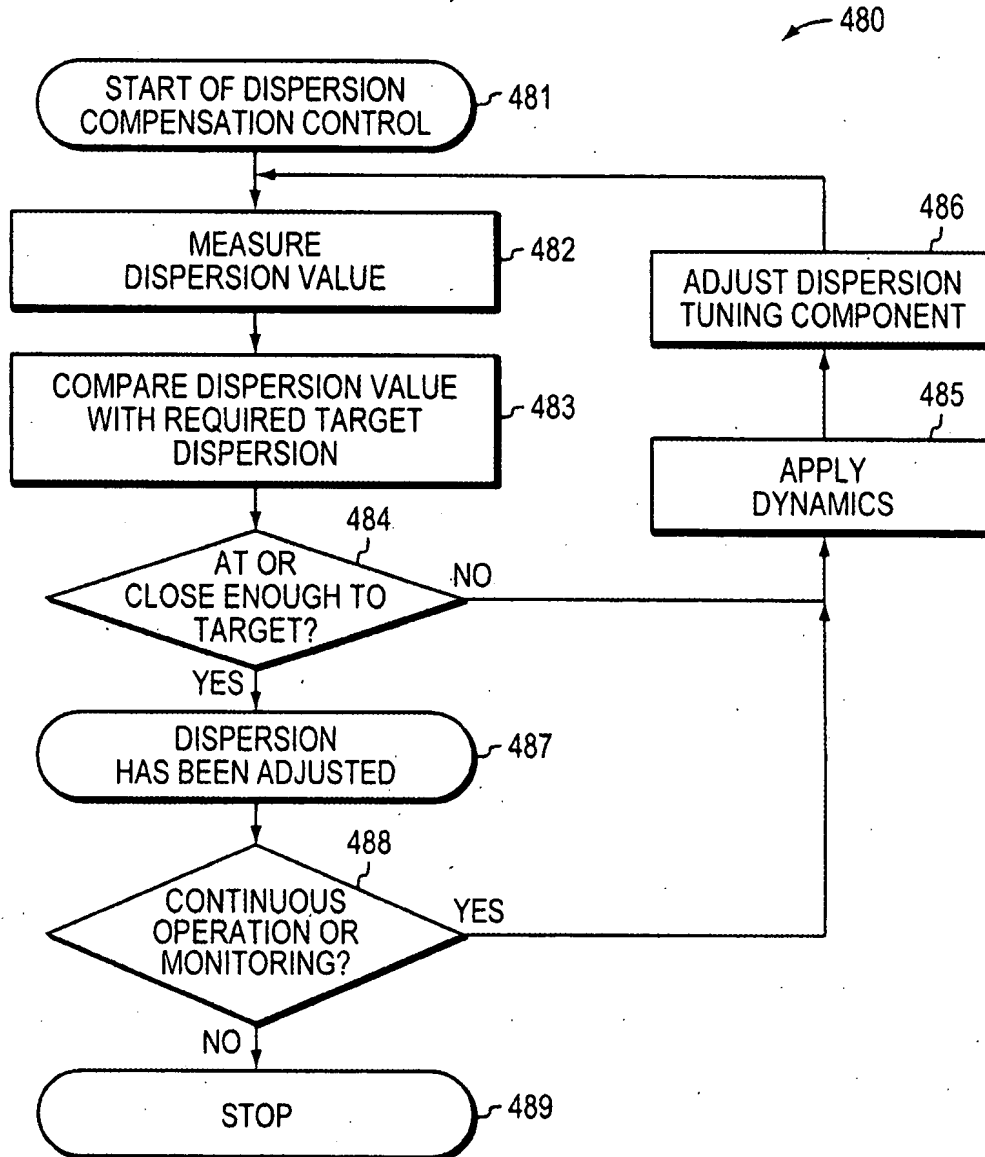 480
START OF DISPERSION
COMPENSATION CONTROL
481
MEASURE
DISPERSION VALUE
482
COMPARE DISPERSION VALUE
WITH REQUIRED TARGET
DISPERSION
483
AT OR
CLOSE ENOUGH TO
TARGET?
484
NO
YES
486
ADJUST DISPERSION
TUNING COMPONENT
485
APPLY
DYNAMICS
DISPERSION
HAS BEEN ADJUSTED
487
488
CONTINUOUS
OPERATION OR
MONITORING?
YES
NO
STOP
489